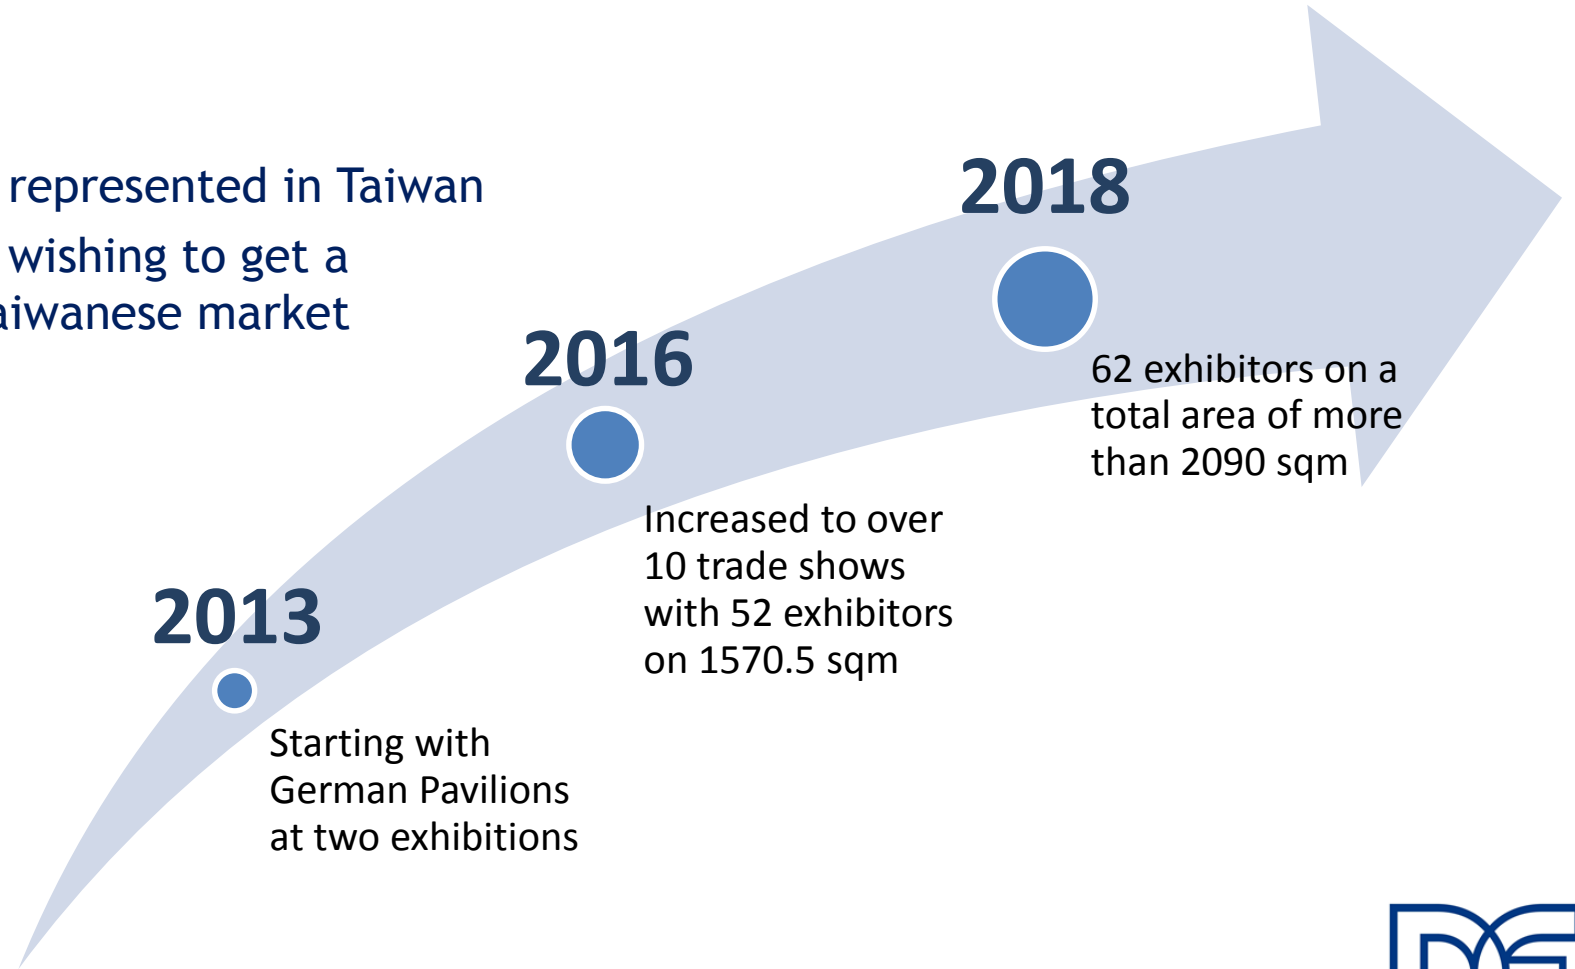 represented in Taiwan
wishing to get a
aiwanese market
2018
62 exhibitors on a
total area of more
than 2090 sqm
2016
Increased to over
10 trade shows
with 52 exhibitors
on 1570.5 sqm
2013
Starting with
German Pavilions
at two exhibitions